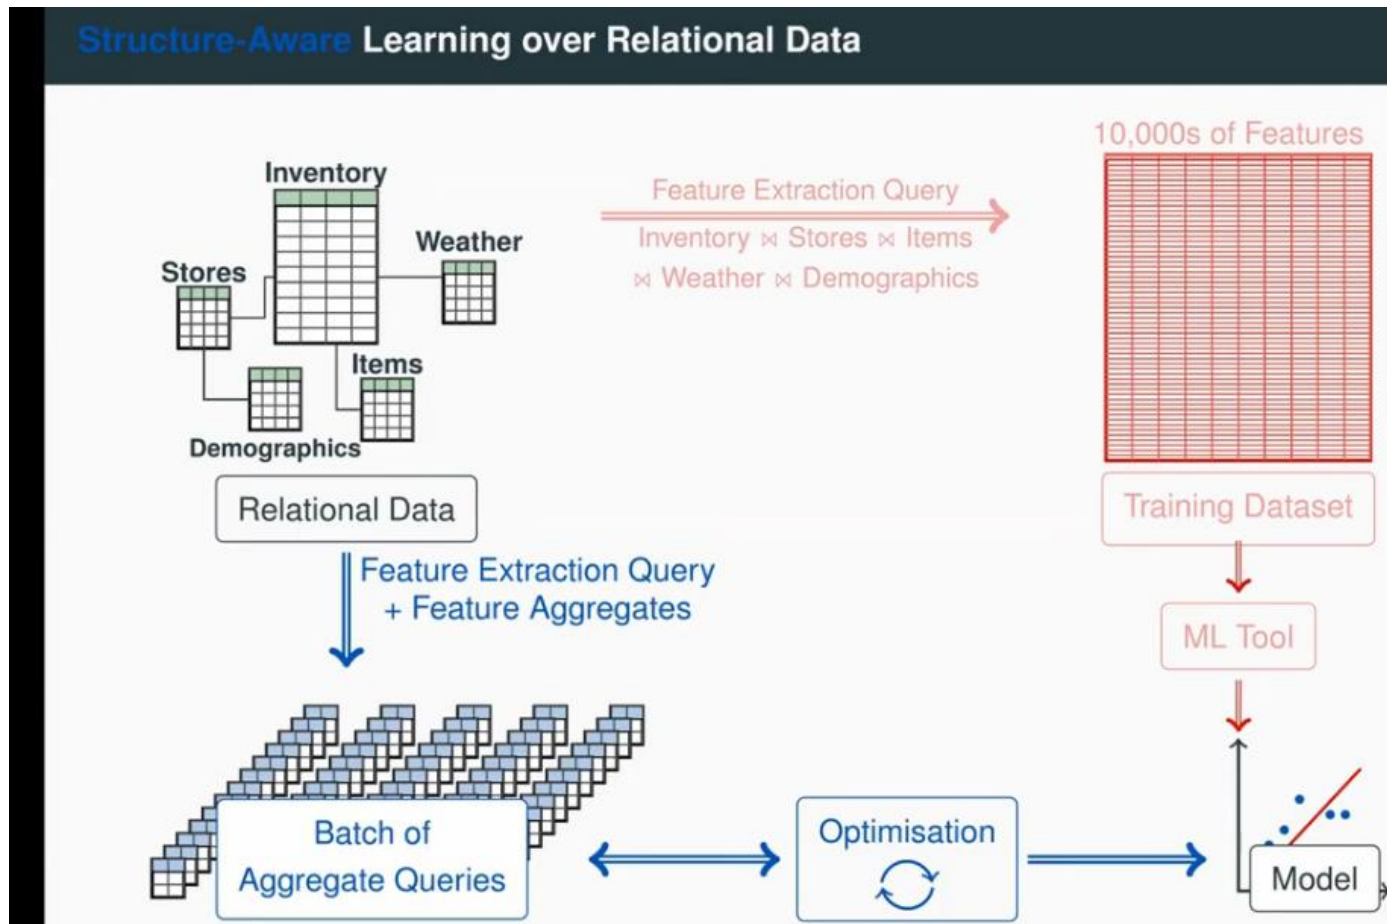 Structure-Aware Learning over Relational Data
10,000s of Features
Inventory
Feature Extraction Query
Inventory ⋈ Stores ⋈ Items
⋈ Weather ⋈ Demographics
Weather
Stores
Items
Demographics
Relational Data
Training Dataset
Feature Extraction Query
+ Feature Aggregates
ML Tool
Batch of
Aggregate Queries
Optimisation
Model